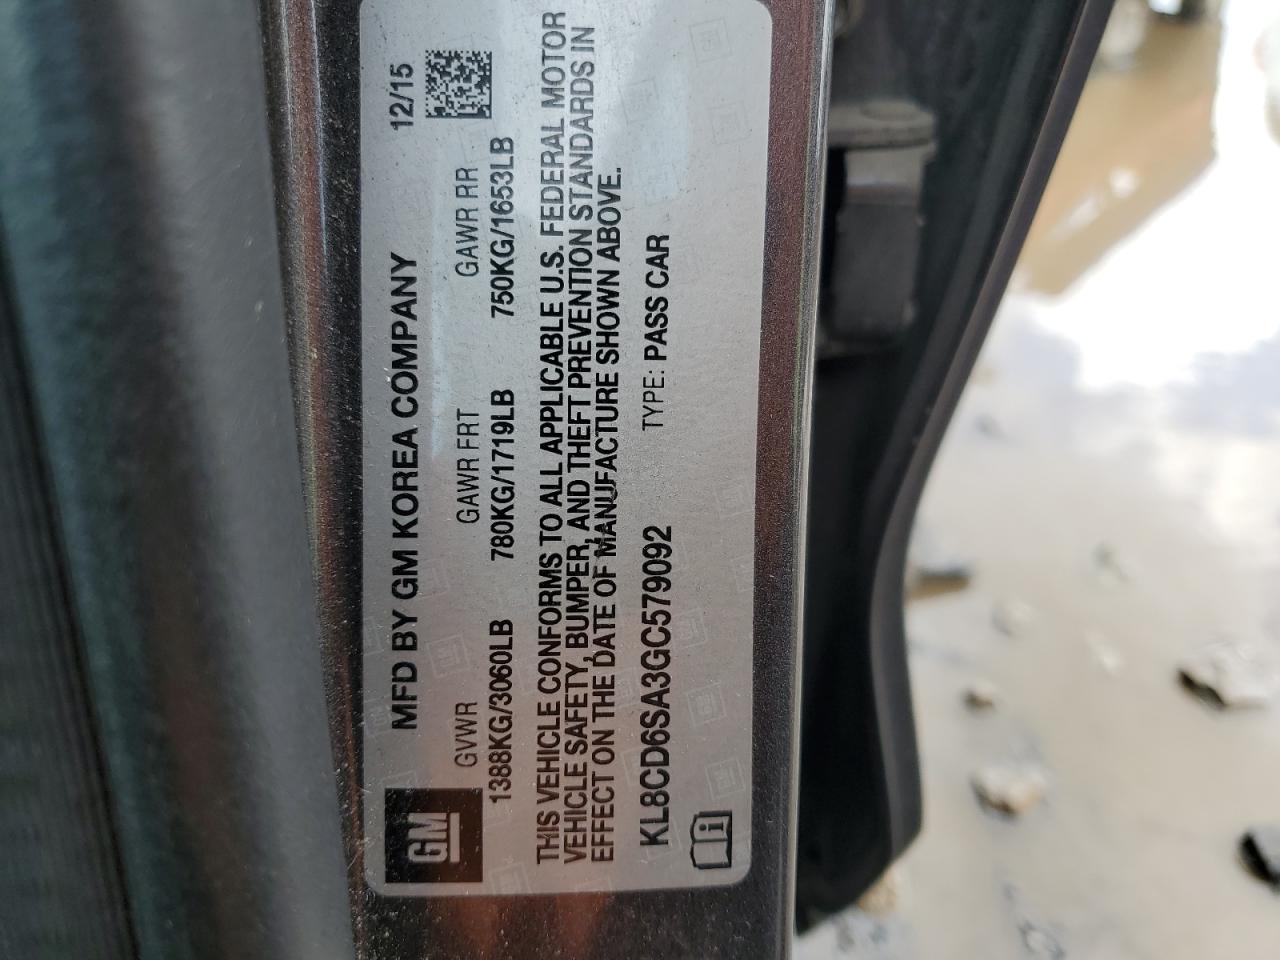 GM
MFD BY GM KOREA COMPANY 12/15
GVWR GAWR FRT GAWR RR
1388KG/3060LB 780KG/1719LB 750KG/1653LB
THIS VEHICLE CONFORMS TO ALL APPLICABLE U.S. FEDERAL MOTOR
VEHICLE SAFETY, BUMPER, AND THEFT PREVENTION STANDARDS IN
EFFECT ON THE DATE OF MANUFACTURE SHOWN ABOVE.
KL8CD6SA3GC579092 TYPE: PASS CAR